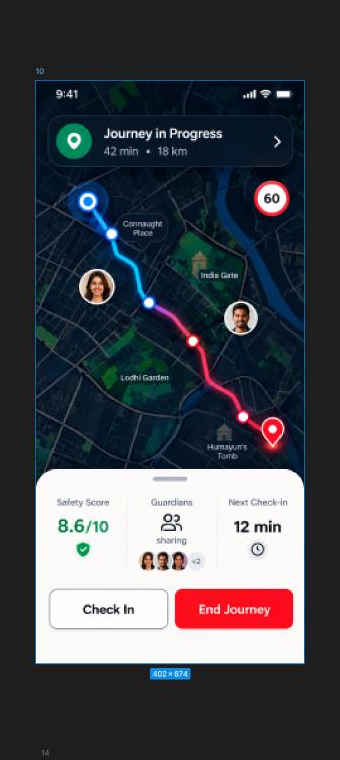 10
9:41
Journey in Progress
42 min • 18 km
60
Connaught
Place
India Gate
Lodhi Garden
Humayun's
Tomb
Safety Score
Guardians
Next Check-in
8.6/10
sharing
12 min
+2
Check In
End Journey
402 × 874
14